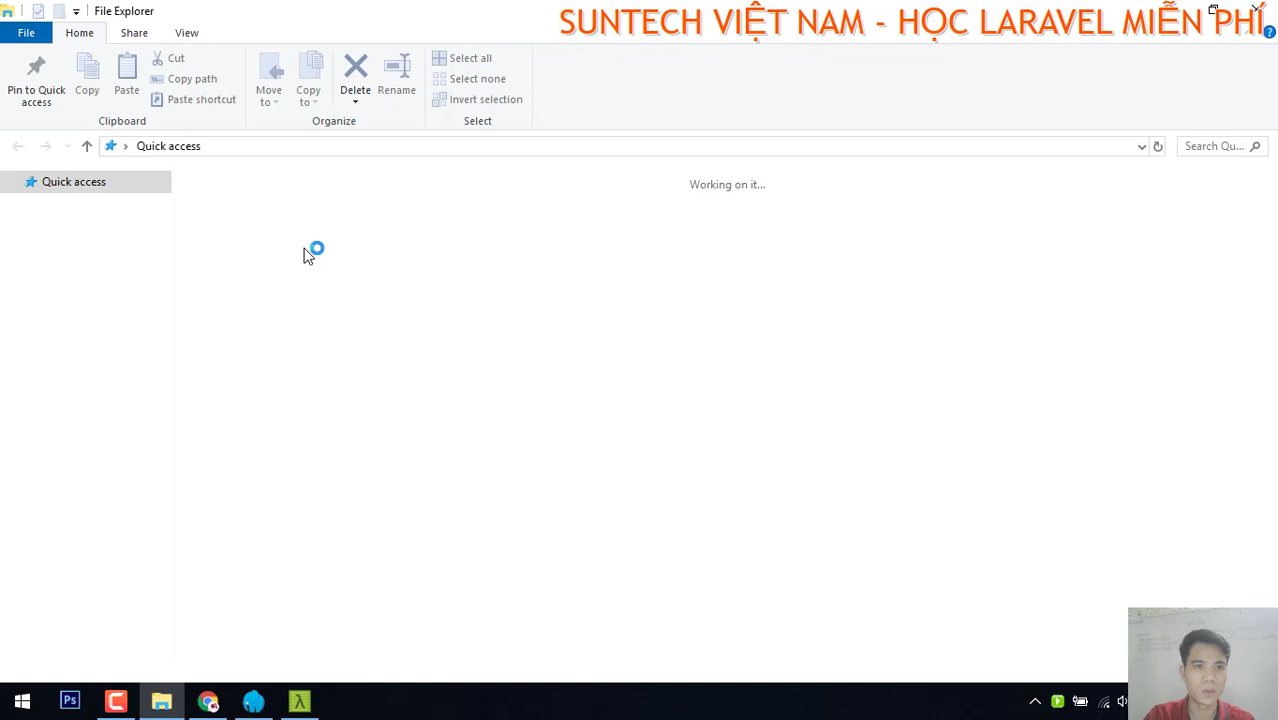 File Explorer
SUNTECH VIỆT NAM - HỌC LARAVEL MIỄN PHÍ
File
Home
Share
View
Pin to Quick
access
Copy
Paste
Cut
Copy path
Paste shortcut
Clipboard
Move
to
Copy
to
Delete
Rename
Organize
Select all
Select none
Invert selection
Select
Quick access
Search Qu...
Quick access
Working on it...
Ps
λ